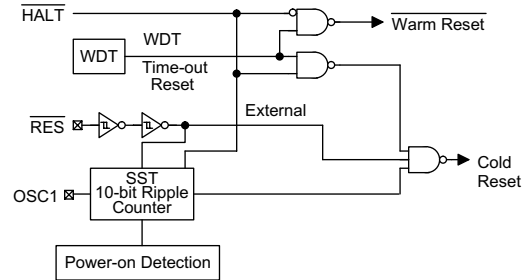 HALT
Warm Reset
WDT
WDT
Time-out
Reset
RES
External
Cold
Reset
SST
10-bit Ripple
Counter
OSC1
Power-on Detection